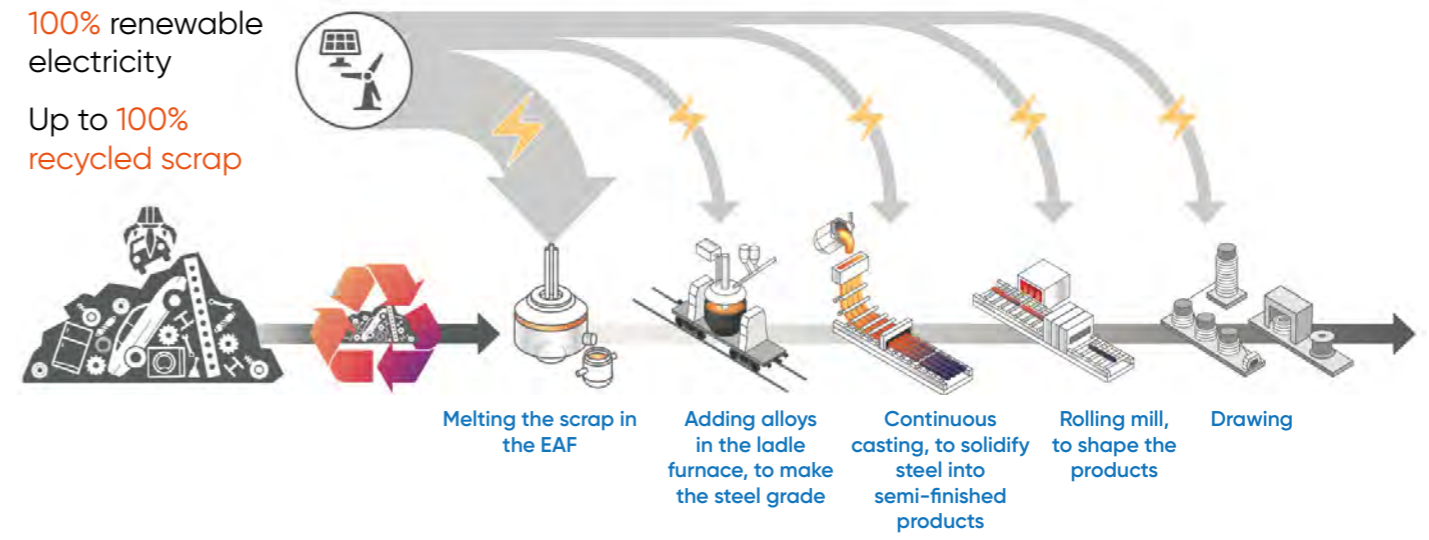 100% renewable
electricity
Up to 100%
recycled scrap
Melting the scrap in
the EAF
Adding alloys
in the ladle
furnace, to make
the steel grade
Continuous
casting, to solidify
steel into
semi-finished
products
Rolling mill,
to shape the
products
Drawing